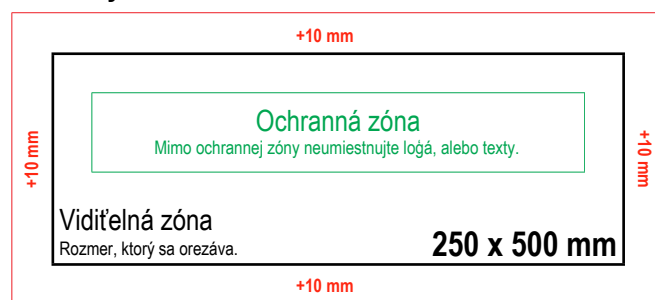 +10 mm
Ochranná zóna
Mimo ochrannej zóny neumiestnujte loģá, alebo texty.
+10 mm
+10 mm
Viditeľná zóna
Rozmer, ktorý sa orezáva.
250 x 500 mm
+10 mm